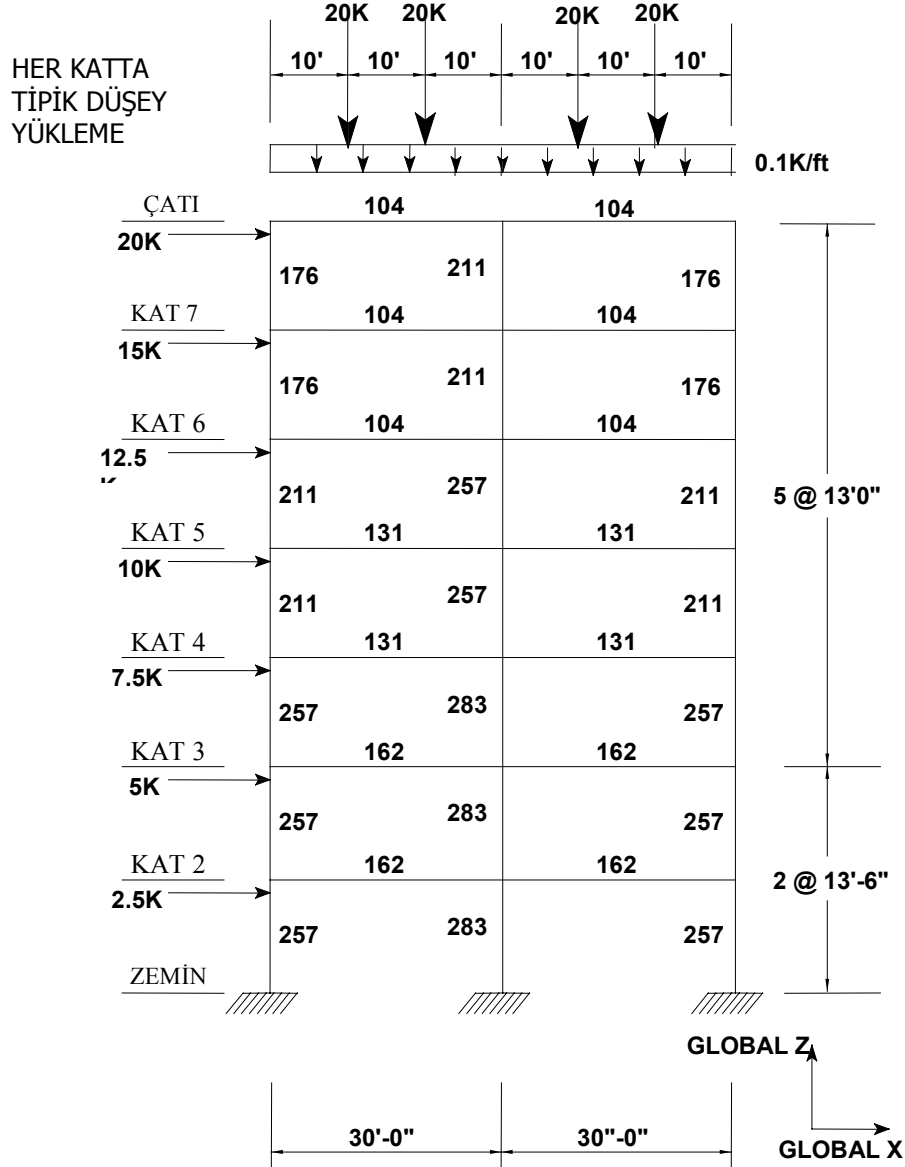 20K 20K 20K 20K
10' 10' 10' 10' 10' 10'
HER KATTA
TİPİK DÜŞEY
YÜKLEME
0.1K/ft
ÇATI 104 104
20K
176 211 176
KAT 7 104 104
15K
176 211 176
KAT 6 104 104
12.5
211 257 211
5 @ 13'0"
KAT 5 131 131
10K
211 257 211
KAT 4 131 131
7.5K
257 283 257
KAT 3 162 162
5K
257 283 257
KAT 2 162 162
2 @ 13'-6"
2.5K
257 283 257
ZEMİN
GLOBAL Z
30'-0" 30"-0"
GLOBAL X